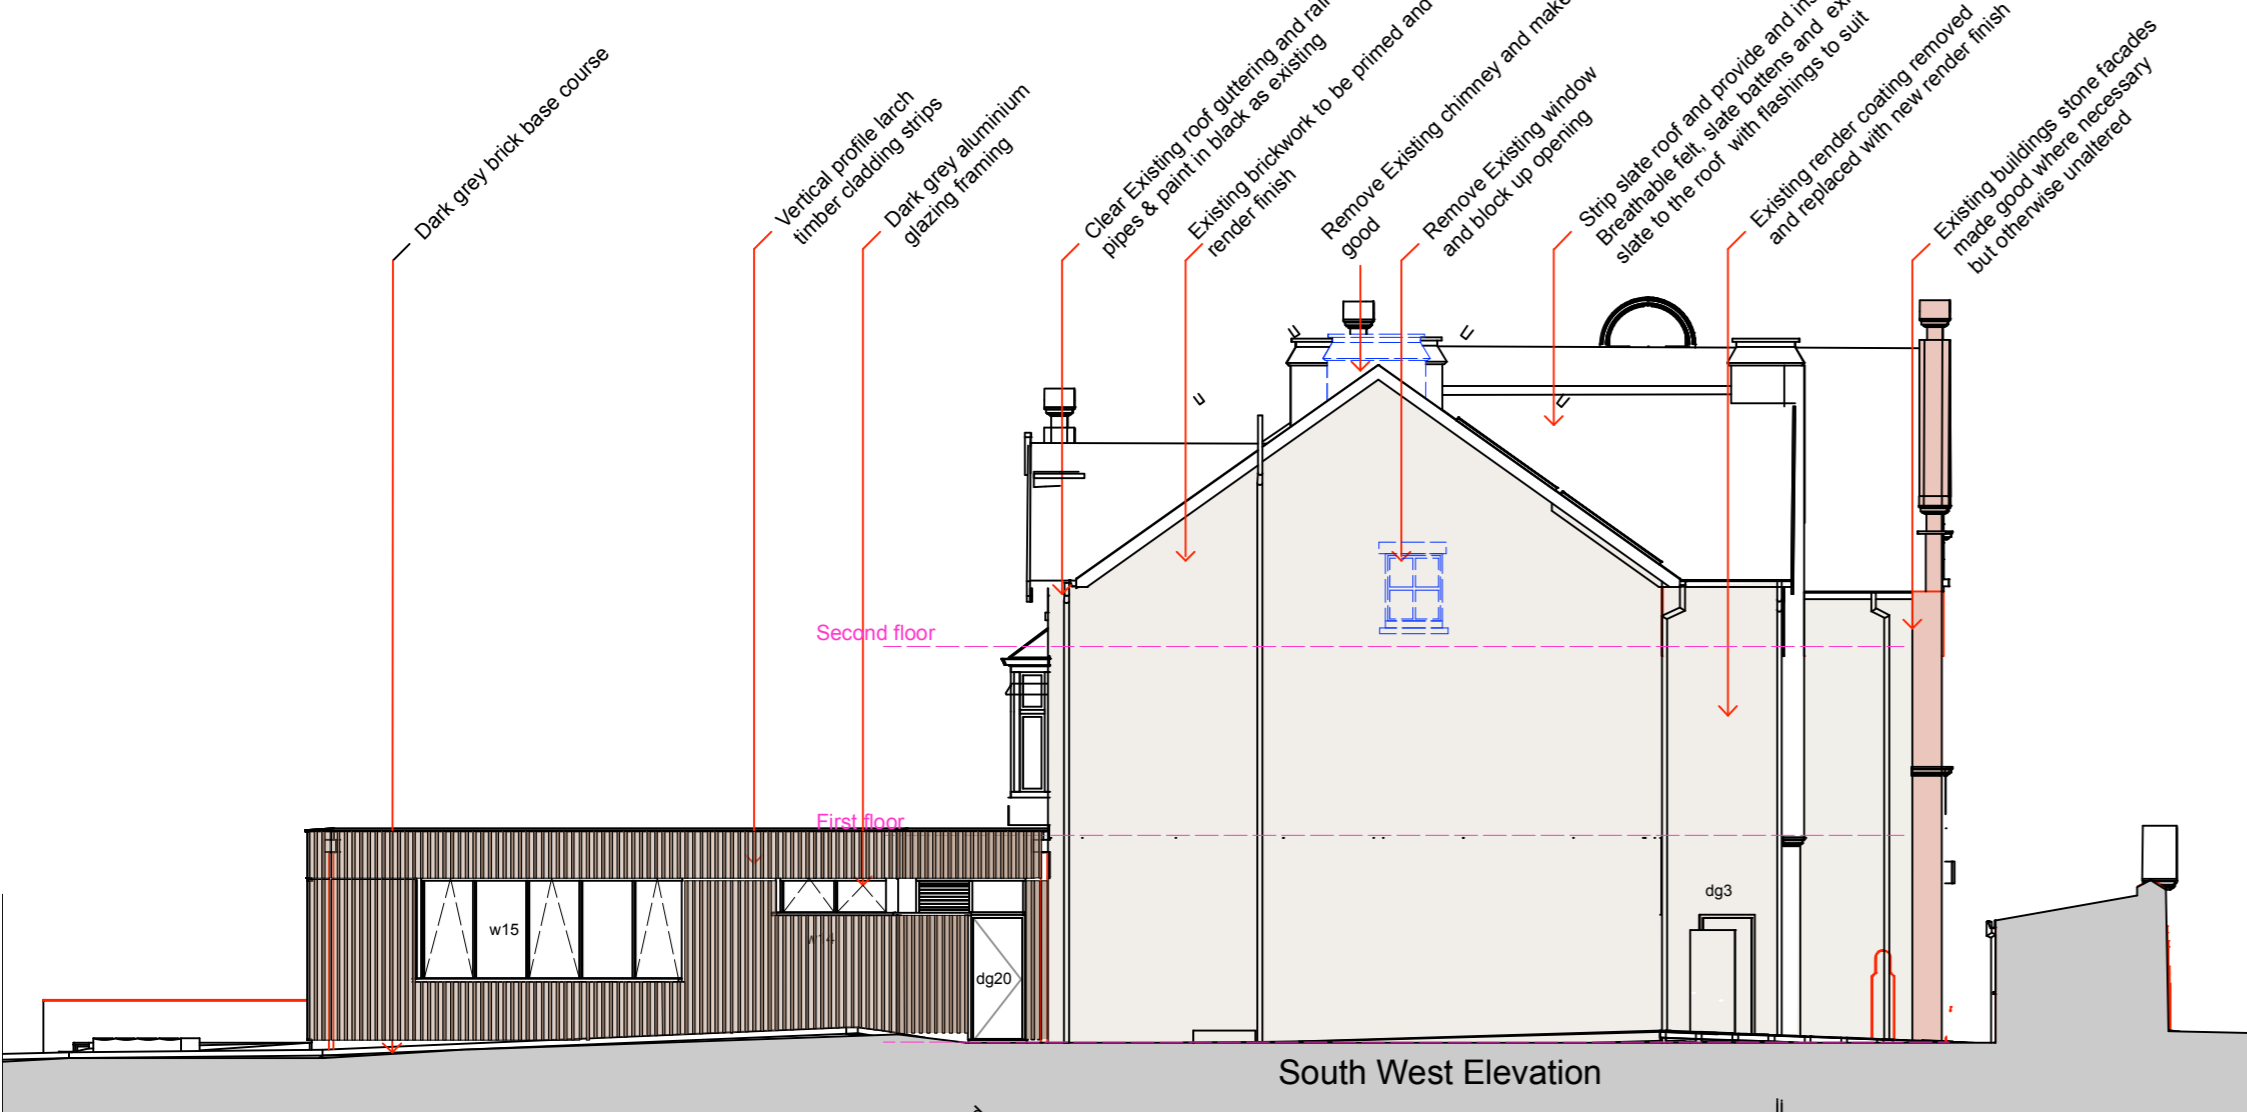 Dark grey brick base course
Vertical profile larch
timber cladding strips
Dark grey aluminium
glazing framing
Clear Existing roof guttering and
pipes & paint in black as existing
Existing brickwork to be primed and
render finish
Remove Existing chimney and make
good
Remove Existing window
and block up opening
Strip slate roof and provide and
Breathable felt, slate battens and
slate to the roof with flashings to suit
Existing render coating removed
and replaced with new render finish
Existing buildings stone facades
made good where necessary
but otherwise unaltered
Second floor
First floor
w15
w14
dg20
dg3
South West Elevation